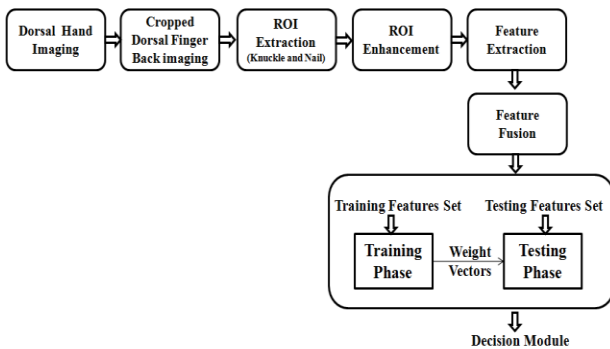 Dorsal Hand
Imaging
Cropped
Dorsal Finger
Back imaging
ROI
Extraction
(Knuckle and Nail)
ROI
Enhancement
Feature
Extraction
Feature
Fusion
Training Features Set
Testing Features Set
Training
Phase
Weight
Vectors
Testing
Phase
Decision Module